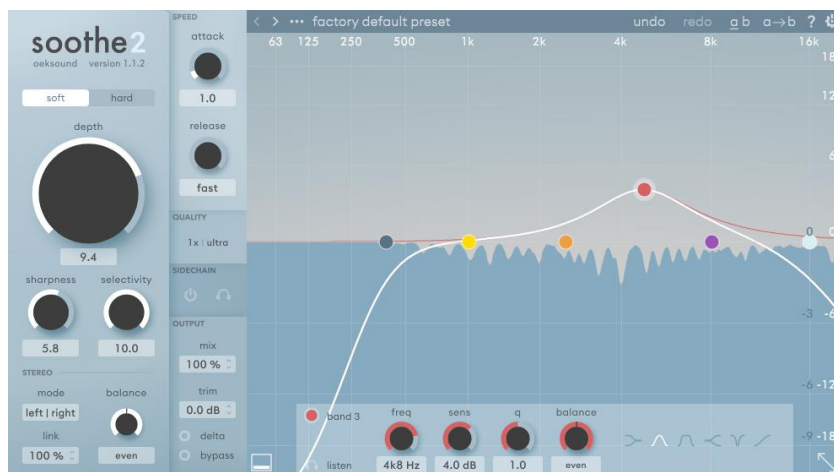 soothe2
oeksound version 1.1.2
soft hard
depth
9.4
sharpness selectivity
5.8 10.0
STEREO
mode balance
left | right
link
100 % even
SPEED
attack
1.0
release
fast
QUALITY
1x | ultra
SIDECHAIN
OUTPUT
mix
100 %
trim
0.0 dB
delta
bypass
< > ••• factory default preset undo redo a b a→b ?
63 125 250 500 1k 2k 4k 8k 16k
18
12
6
0 0
-3 -6
-6 -12
-9 -18
band 3 freq sens q balance
listen 4k8 Hz 4.0 dB 1.0 even